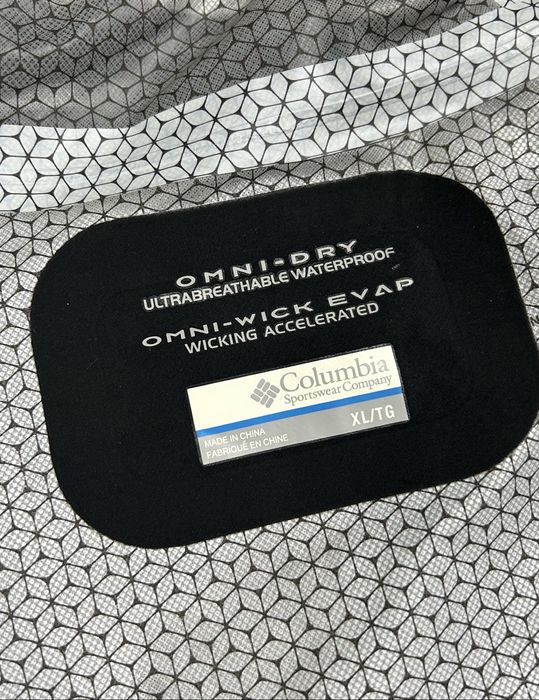 OMNI-DRY
ULTRABREATHABLE WATERPROOF
OMNI-WICK EVAP
WICKING ACCELERATED
Columbia
Sportswear Company
XL/TG
MADE IN CHINA
FABRIQUÉ EN CHINE